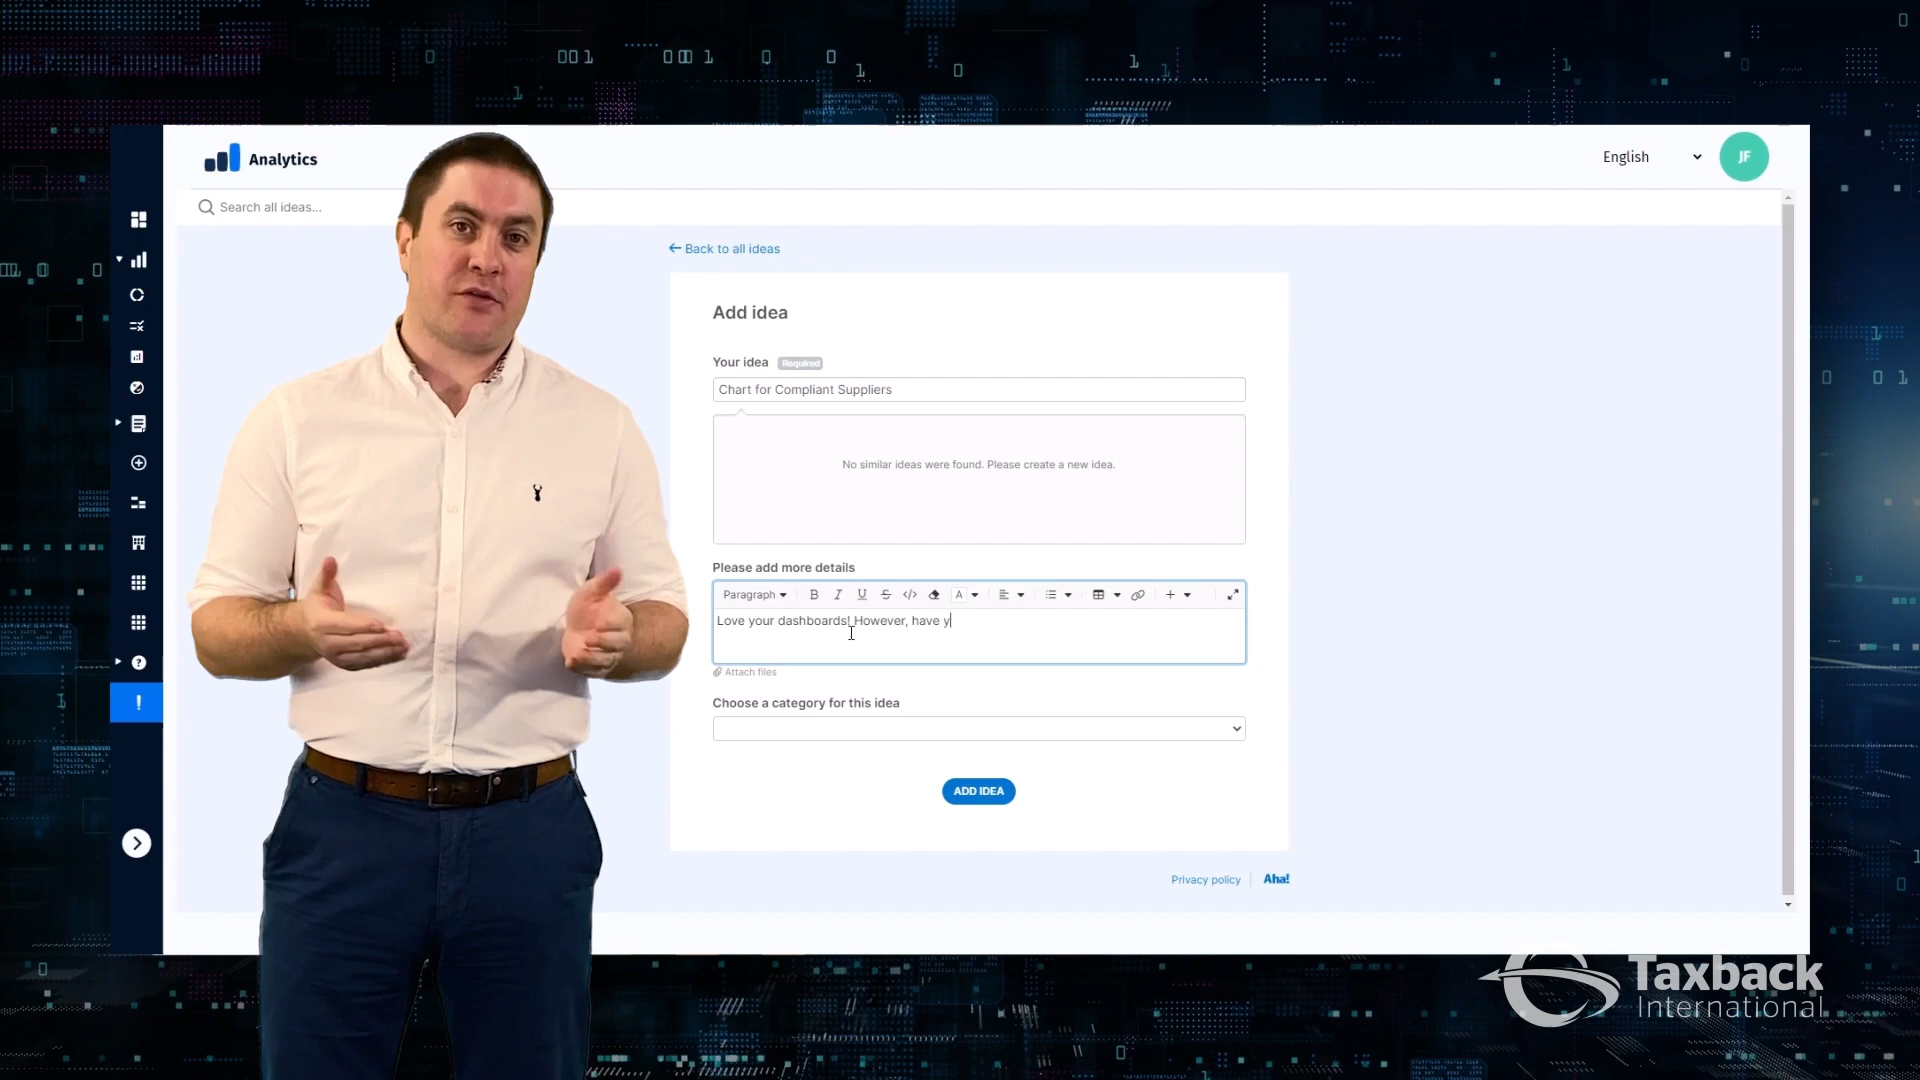 Analytics
English
JF
Search all ideas...
Back to all ideas
Add idea
Your idea Required
Chart for Compliant Suppliers
No similar ideas were found. Please create a new idea.
Please add more details
Paragraph B I U S </> A
Love your dashboards! However, have y
Attach files
Choose a category for this idea
ADD IDEA
Privacy policy Aha!
Taxback
International